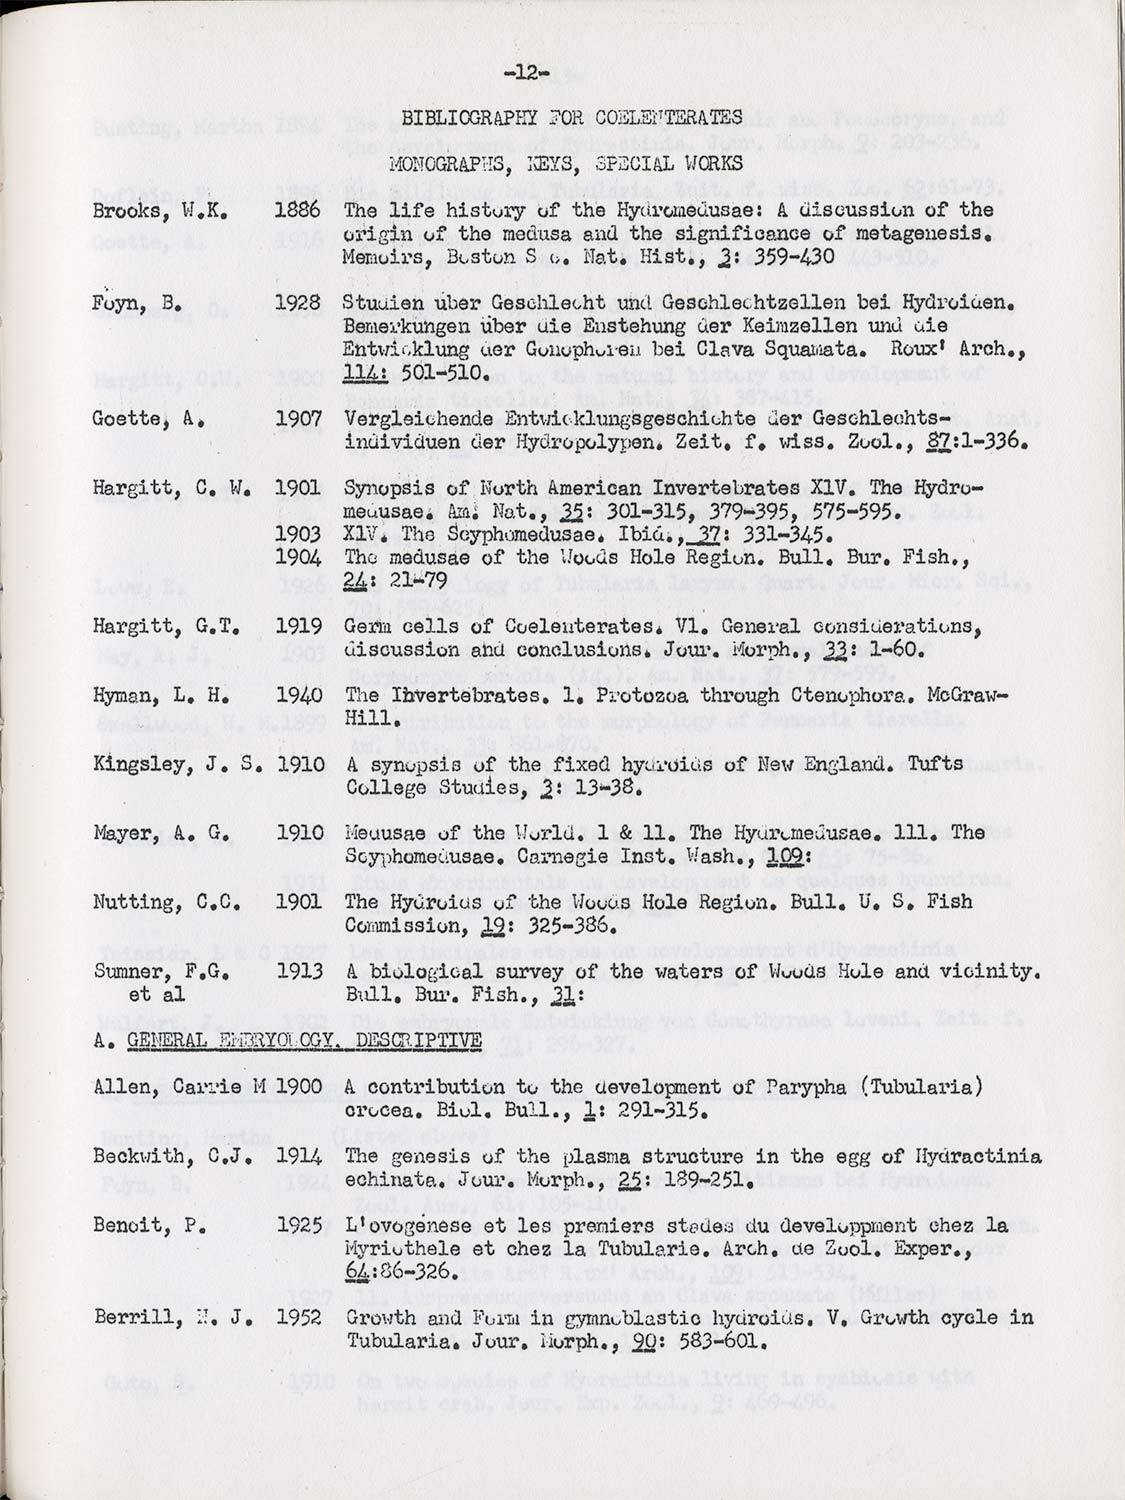 -12-
BIBLIOGRAPHY FOR COELENTERATES
MONOGRAPHS, KEYS, SPECIAL WORKS
Brooks, W.K. 1886 The life history of the Hydromedusae: A discussion of the
origin of the medusa and the significance of metagenesis.
Memoirs, Boston S o. Nat. Hist., 3: 359-430
Foyn, B. 1928 Studien über Geschlecht und Geschlechtzellen bei Hydroiden.
Bemerkungen über die Enstehung der Keimzellen und die
Entwicklung der Gonophoren bei Clava Squamata. Roux' Arch.,
114: 501-510.
Goette, A. 1907 Vergleichende Entwicklungsgeschichte der Geschlechts-
individuen der Hydropolypen. Zeit. f. wiss. Zool., 87:1-336.
Hargitt, C. W. 1901 Synopsis of North American Invertebrates X1V. The Hydro-
medusae. Am. Nat., 35: 301-315, 379-395, 575-595.
1903 X1V. The Scyphomedusae. Ibid., 37: 331-345.
1904 The medusae of the Woods Hole Region. Bull. Bur. Fish.,
24: 21-79
Hargitt, G.T. 1919 Germ cells of Coelenterates. V1. General considerations,
discussion and conclusions. Jour. Morph., 33: 1-60.
Hyman, L. H. 1940 The Invertebrates. 1. Protozoa through Ctenophora. McGraw-
Hill.
Kingsley, J. S. 1910 A synopsis of the fixed hydroids of New England. Tufts
College Studies, 3: 13-38.
Mayer, A. G. 1910 Medusae of the World. 1 & 11. The Hydromedusae. 111. The
Scyphomedusae. Carnegie Inst. Wash., 109:
Nutting, C.C. 1901 The Hydroids of the Woods Hole Region. Bull. U. S. Fish
Commission, 19: 325-386.
Sumner, F.G. 1913 A biological survey of the waters of Woods Hole and vicinity.
et al Bull. Bur. Fish., 31:
A. GENERAL EMBRYOLOGY. DESCRIPTIVE
Allen, Carrie M 1900 A contribution to the development of Parypha (Tubularia)
crocea. Biol. Bull., 1: 291-315.
Beckwith, C.J. 1914 The genesis of the plasma structure in the egg of Hydractinia
echinata. Jour. Morph., 25: 189-251.
Benoit, P. 1925 L'ovogénese et les premiers stades du developpment chez la
Myriothele et chez la Tubularie. Arch. de Zool. Exper.,
64:86-326.
Berrill, N. J. 1952 Growth and Form in gymnoblastic hydroids. V. Growth cycle in
Tubularia. Jour. Morph., 90: 583-601.